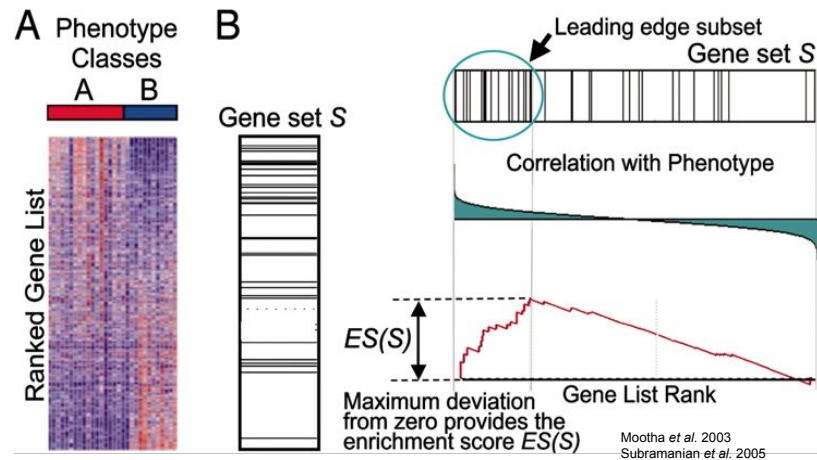 A
Phenotype
Classes
A B
Ranked Gene List
B
Gene set S
Leading edge subset
Gene set S
Correlation with Phenotype
ES(S)
Gene List Rank
Maximum deviation
from zero provides the
enrichment score ES(S)
Mootha et al. 2003
Subramanian et al. 2005